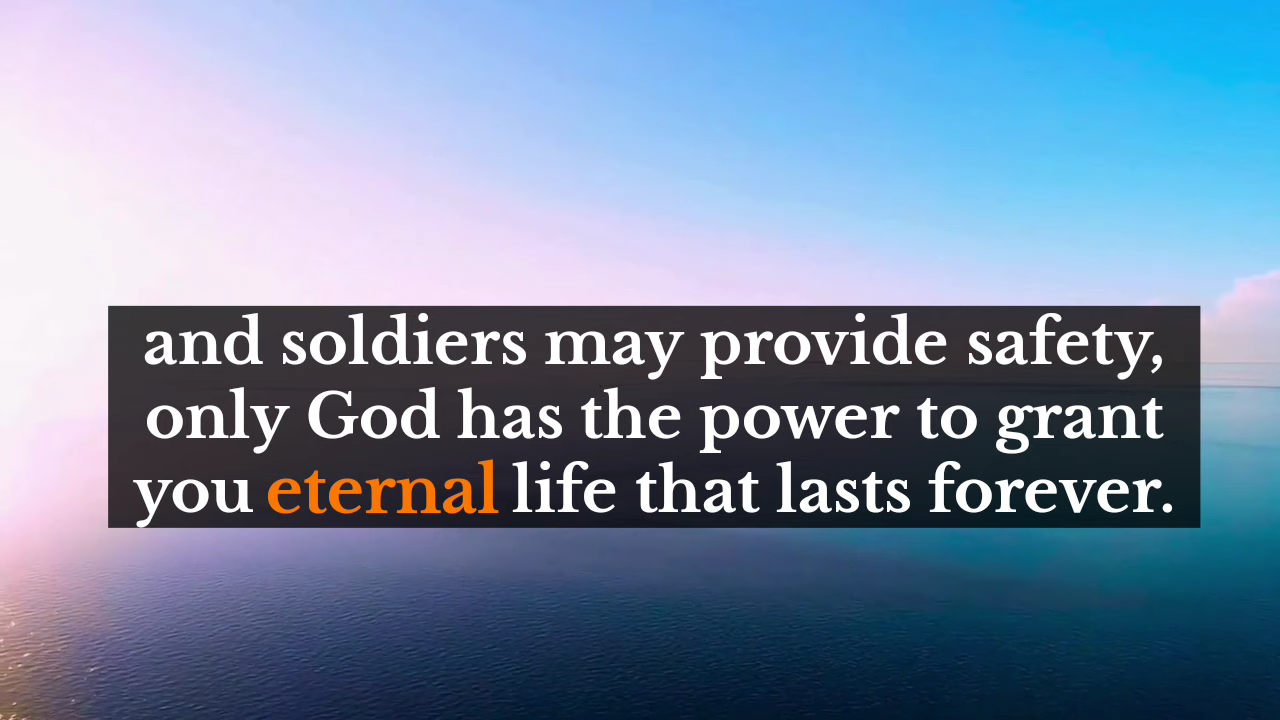 and soldiers may provide safety,
only God has the power to grant
you eternal life that lasts forever.